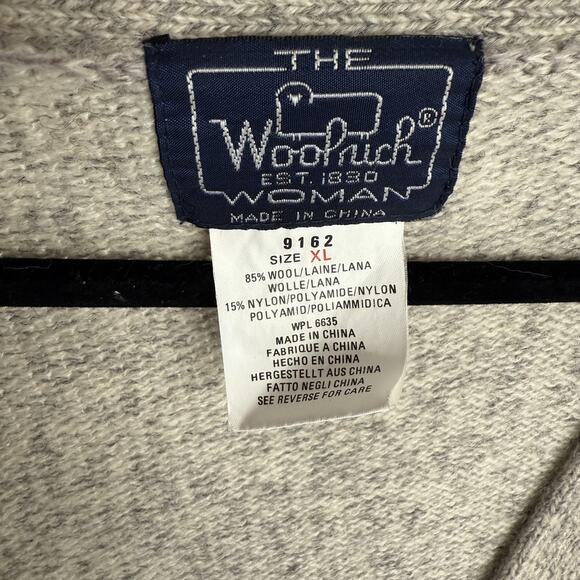 THE
Woolrich®
EST. 1830
WOMAN
MADE IN CHINA
9162
SIZE XL
85% WOOL/LAINE/LANA
WOLLE/LANA
15% NYLON/POLYAMIDE/NYLON
POLYAMID/POLIAMMIDICA
WPL 6635
MADE IN CHINA
FABRIQUE A CHINA
HECHO EN CHINA
HERGESTELLT AUS CHINA
FATTO NEGLI CHINA
SEE REVERSE FOR CARE